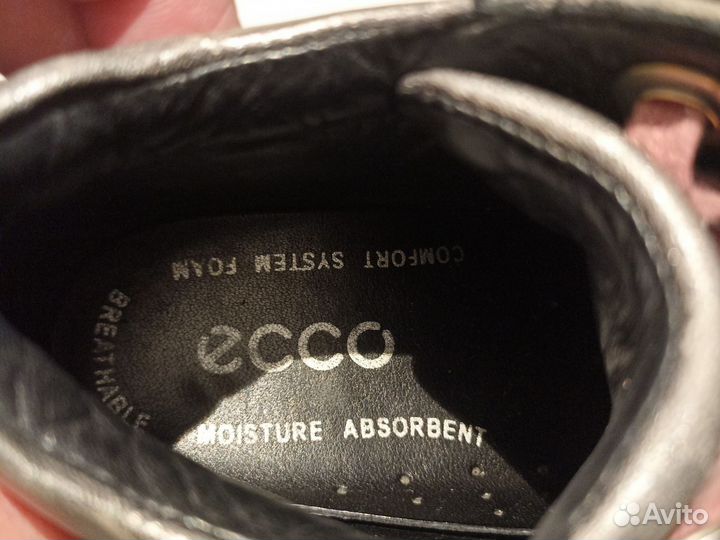 COMFORT SYSTEM FOAM
BREATHABLE
ecco
MOISTURE ABSORBENT
Avito